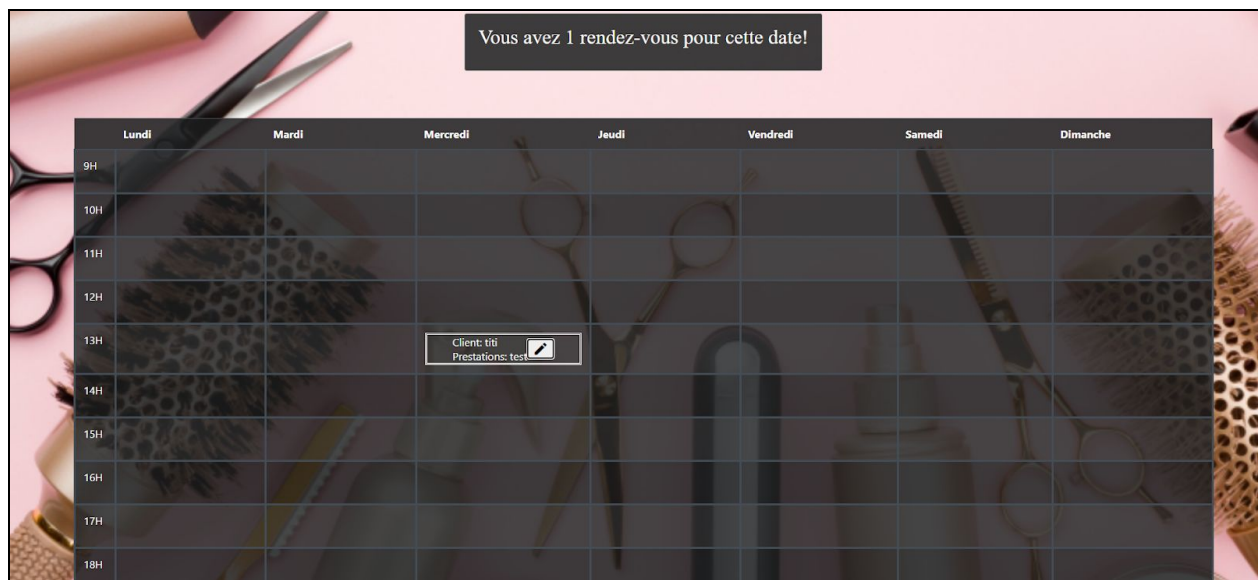 Vous avez 1 rendez-vous pour cette date!
Lundi Mardi Mercredi Jeudi Vendredi Samedi Dimanche
9H
10H
11H
12H
13H
Client: titi
Prestations: test
14H
15H
16H
17H
18H